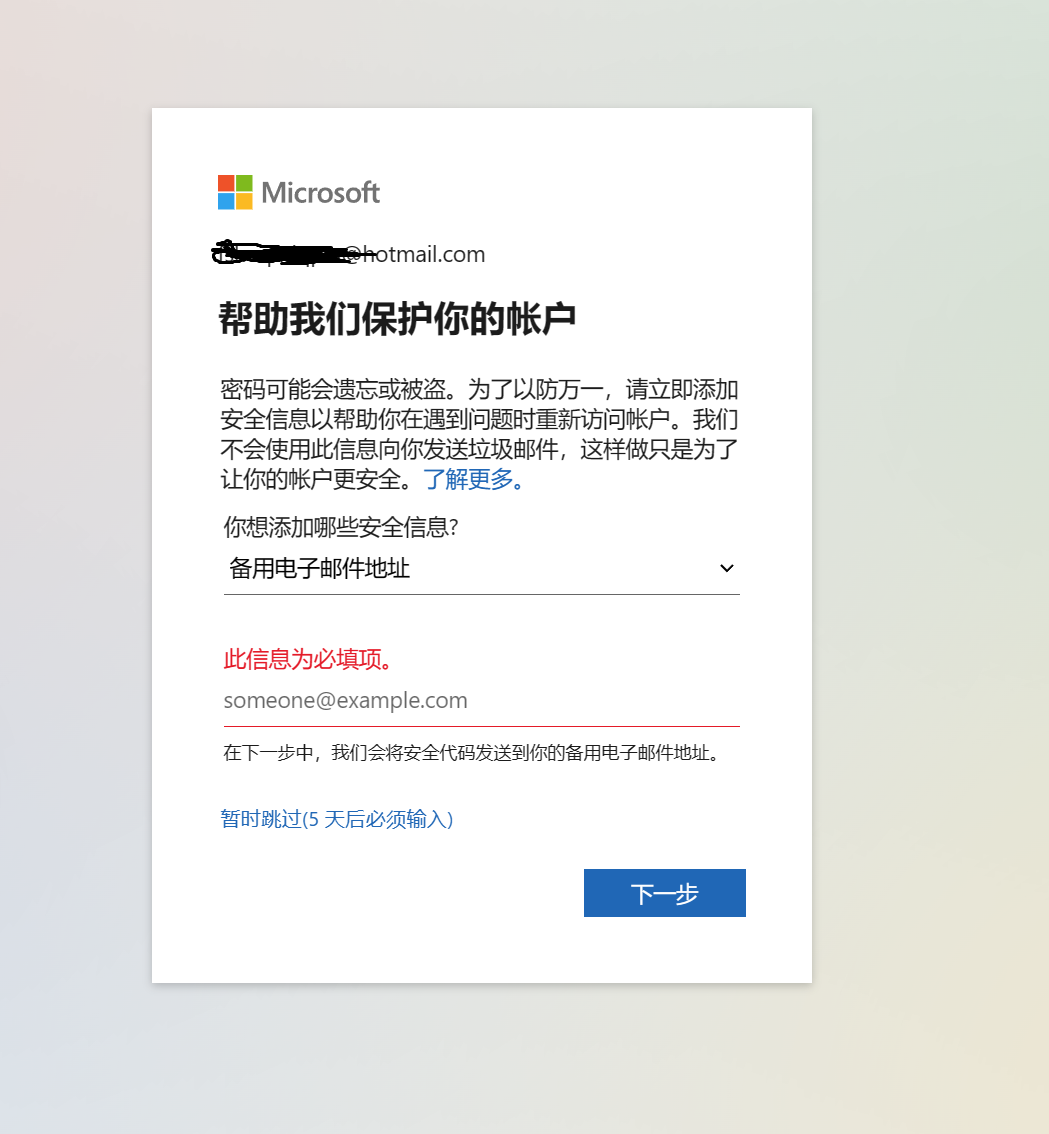 Microsoft
@hotmail.com
帮助我们保护你的帐户
密码可能会遗忘或被盗。为了以防万一，请立即添加
安全信息以帮助你在遇到问题时重新访问帐户。我们
不会使用此信息向你发送垃圾邮件，这样做只是为了
让你的帐户更安全。了解更多。
你想添加哪些安全信息?
备用电子邮件地址
此信息为必填项。
someone@example.com
在下一步中，我们会将安全代码发送到你的备用电子邮件地址。
暂时跳过(5 天后必须输入)
下一步